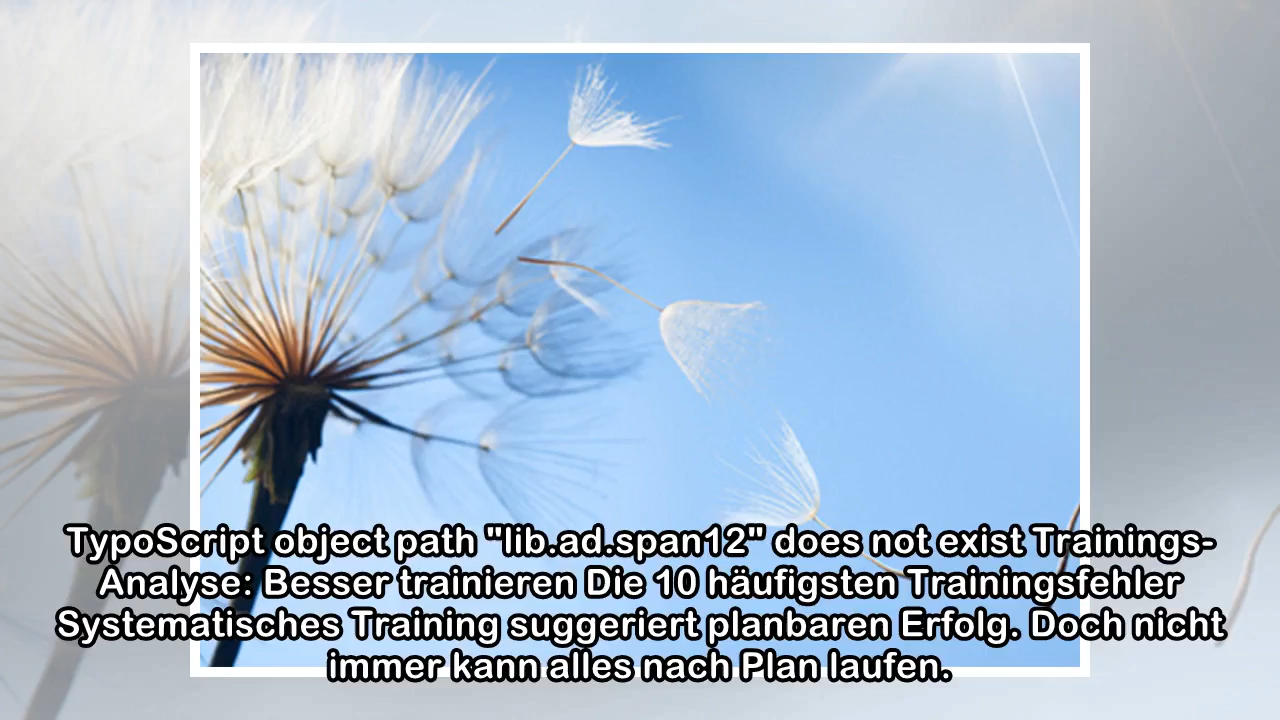 TypoScript object path "lib.ad.span12" does not exist Trainings-
Analyse: Besser trainieren Die 10 häufigsten Trainingsfehler
Systematisches Training suggeriert planbaren Erfolg. Doch nicht
immer kann alles nach Plan laufen.